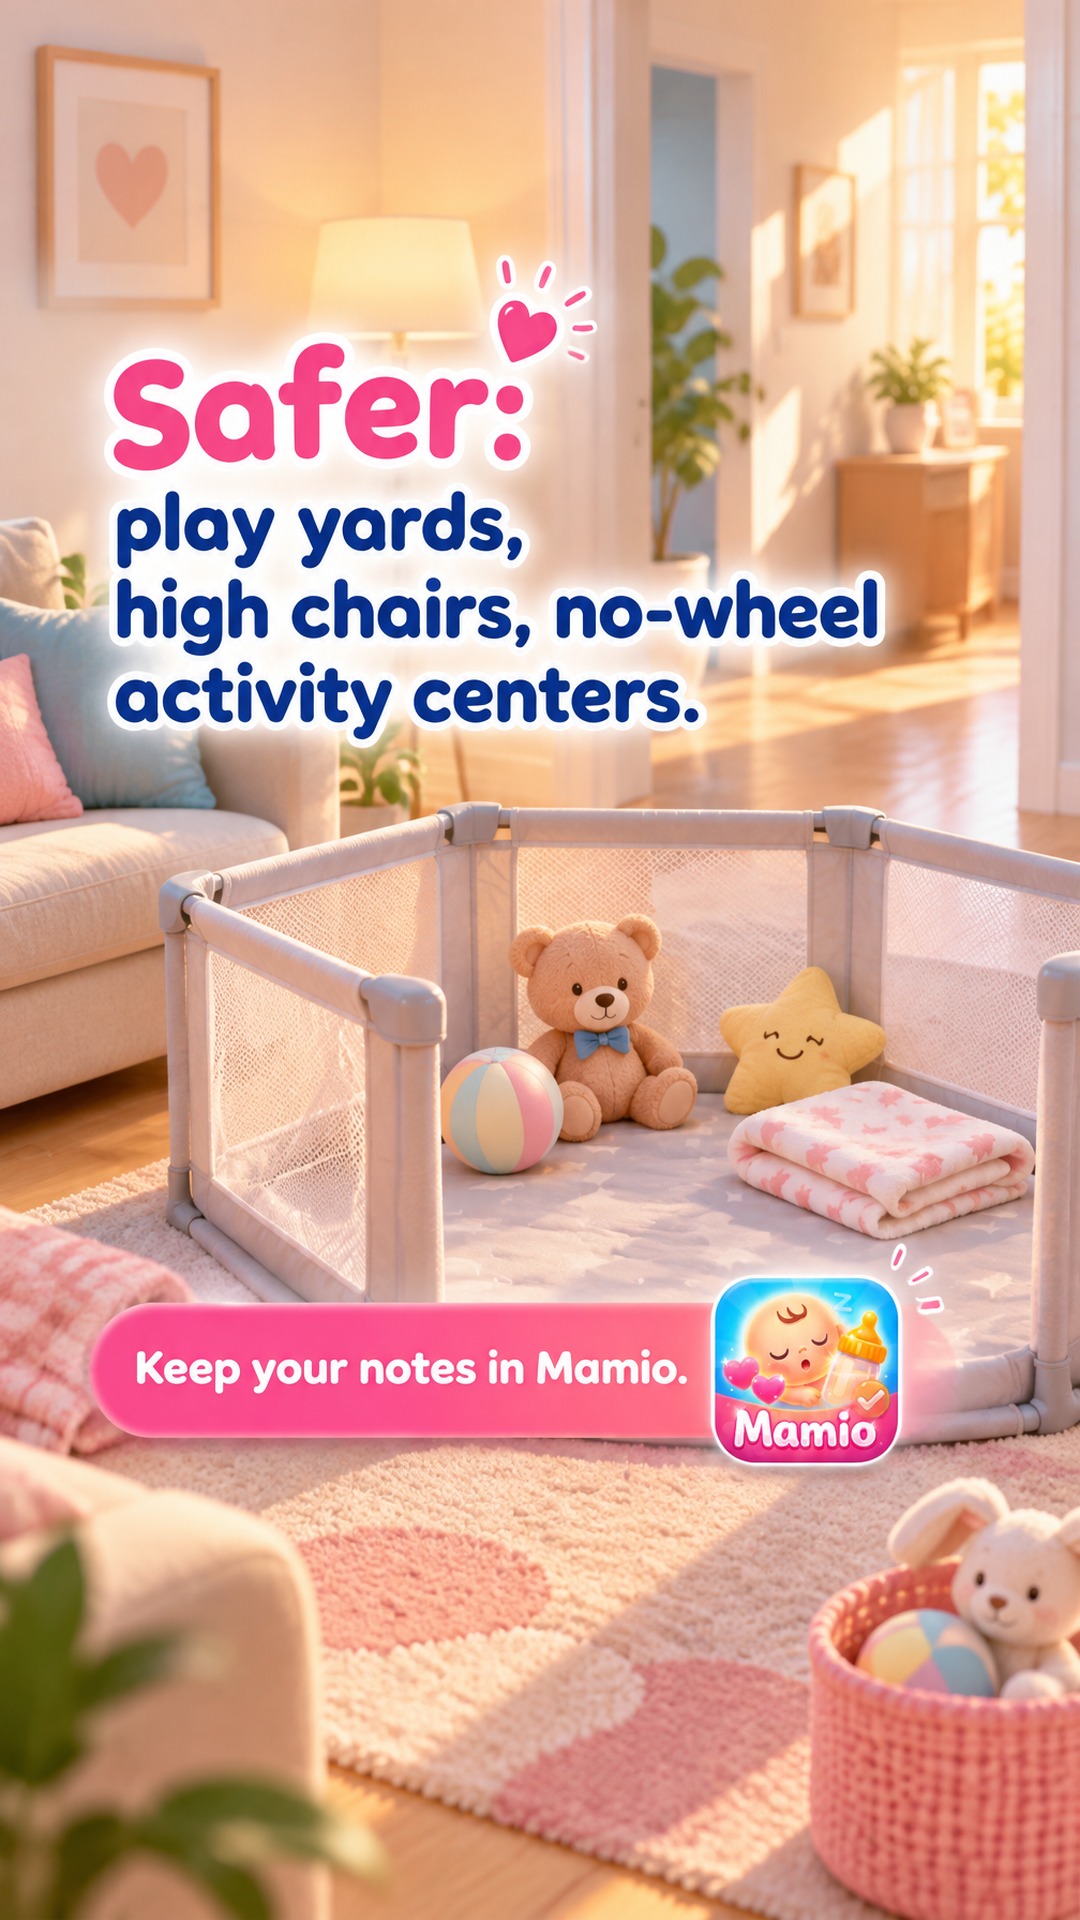 Safer:
play yards,
high chairs, no-wheel
activity centers.
Keep your notes in Mamio.
Z
Mamio